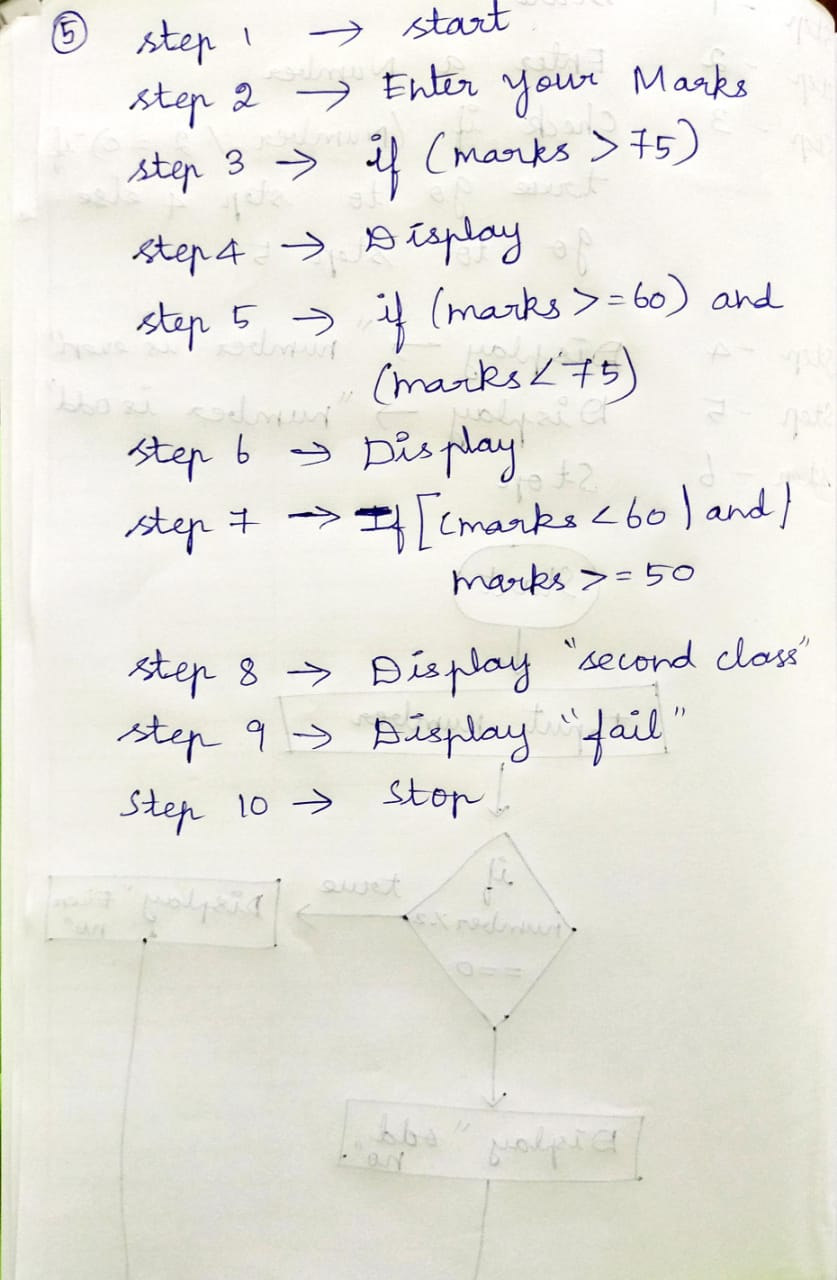 ⑤ step 1 → start
step 2 → Enter your Marks
step 3 → if (marks > 75)
step 4 → Display
step 5 → if (marks >= 60) and
(marks < 75)
step 6 → Display
step 7 → If [(marks < 60) and)
marks >= 50
step 8 → Display "second class"
step 9 → Display "fail"
Step 10 → Stop